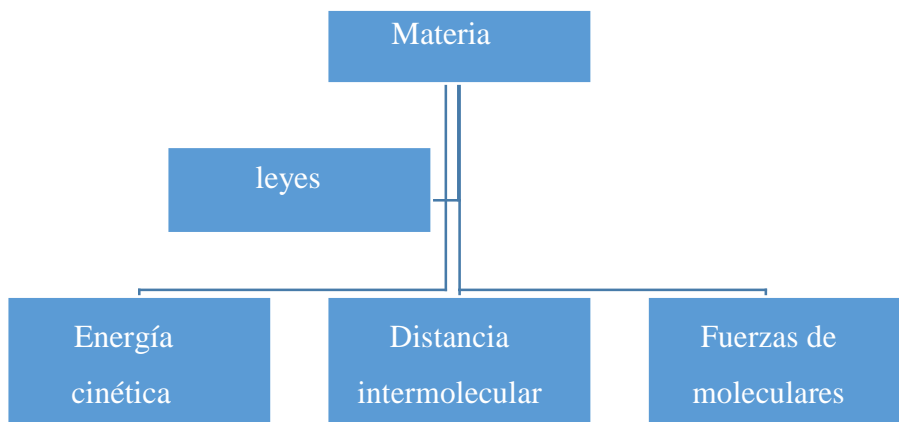 Materia
leyes
Energía
cinética
Distancia
intermolecular
Fuerzas de
moleculares